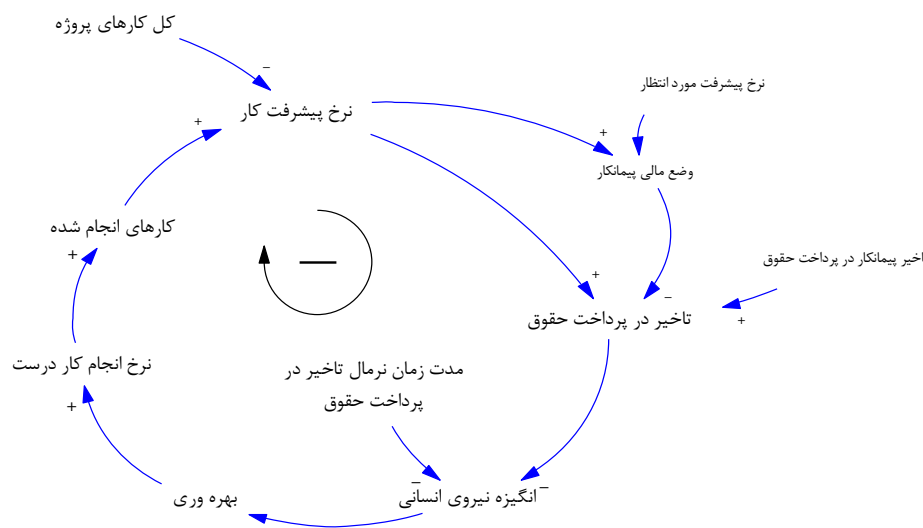 کل کارهای پروژه
نرخ پیشرفت مورد انتظار
نرخ پیشرفت کار
وضع مالی پیمانکار
کارهای انجام شده
اخیر پیمانکار در پرداخت حقوق
تاخیر در پرداخت حقوق
نرخ انجام کار درست
مدت زمان نرمال تاخیر در
پرداخت حقوق
انگیزه نیروی انسانی
بهره وری